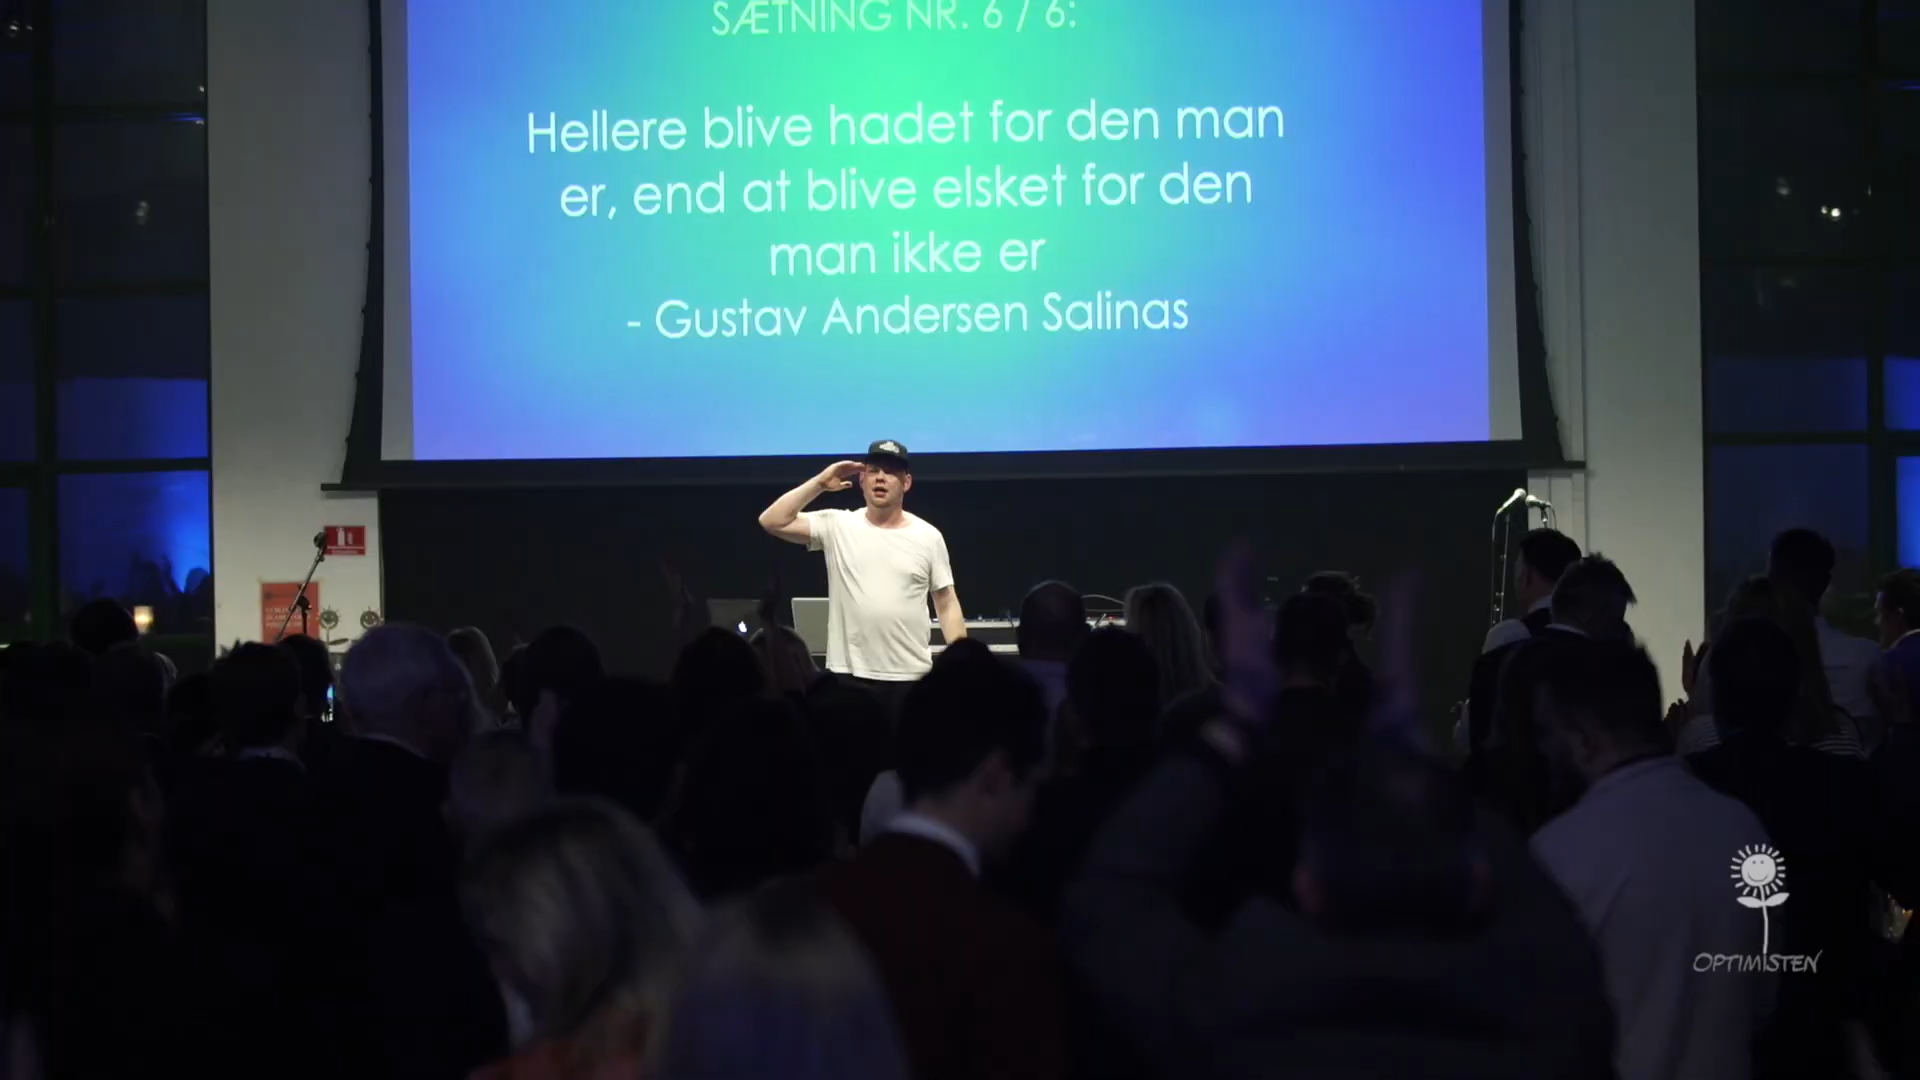 SÆTNING NR. 6 / 6:
Hellere blive hadet for den man
er, end at blive elsket for den
man ikke er
- Gustav Andersen Salinas
OPTIMISTEN